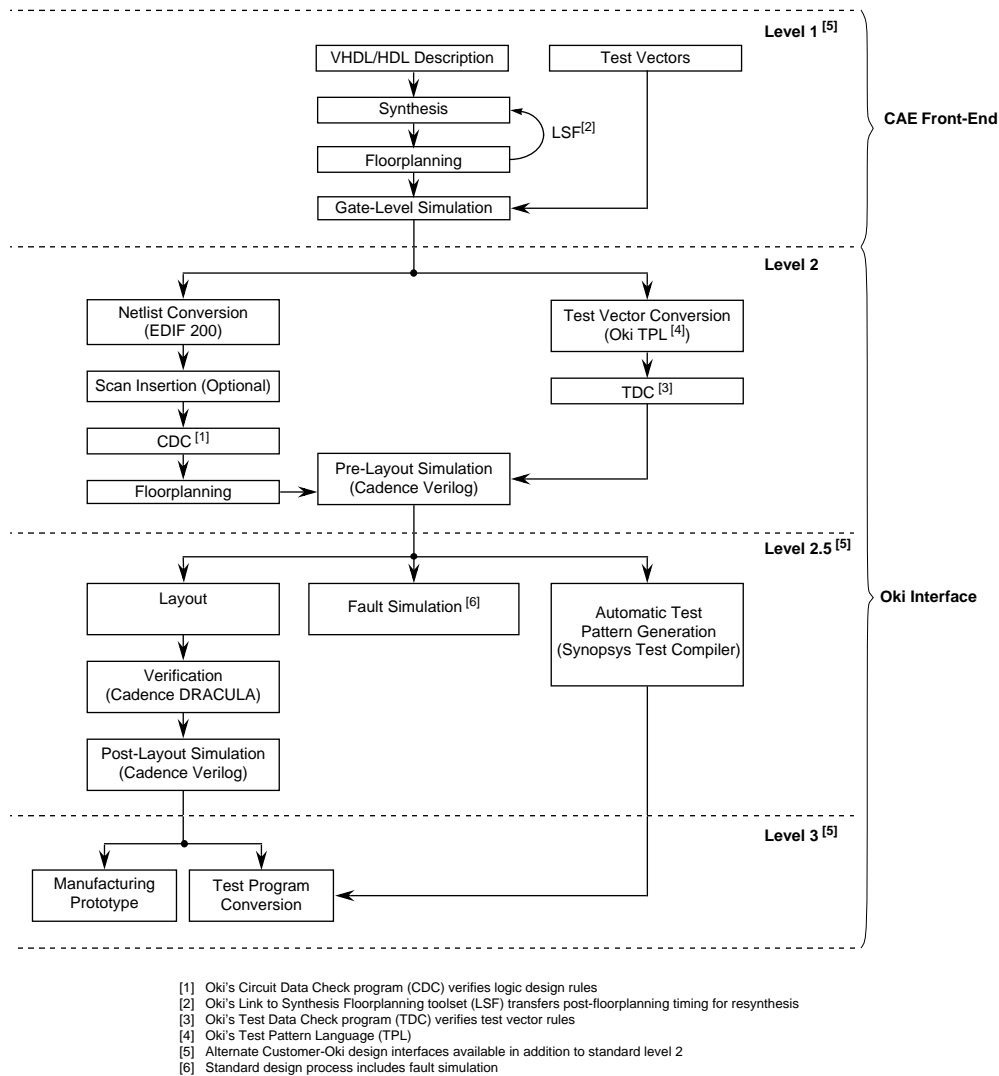 Level 1 [5]
VHDL/HDL Description
Test Vectors
Synthesis
LSF[2]
Floorplanning
Gate-Level Simulation
CAE Front-End
Level 2
Netlist Conversion
(EDIF 200)
Test Vector Conversion
(Oki TPL [4])
Scan Insertion (Optional)
TDC [3]
CDC [1]
Floorplanning
Pre-Layout Simulation
(Cadence Verilog)
Level 2.5 [5]
Layout
Fault Simulation [6]
Automatic Test
Pattern Generation
(Synopsys Test Compiler)
Oki Interface
Verification
(Cadence DRACULA)
Post-Layout Simulation
(Cadence Verilog)
Level 3 [5]
Manufacturing
Prototype
Test Program
Conversion
[1] Oki's Circuit Data Check program (CDC) verifies logic design rules
[2] Oki's Link to Synthesis Floorplanning toolset (LSF) transfers post-floorplanning timing for resynthesis
[3] Oki's Test Data Check program (TDC) verifies test vector rules
[4] Oki's Test Pattern Language (TPL)
[5] Alternate Customer-Oki design interfaces available in addition to standard level 2
[6] Standard design process includes fault simulation